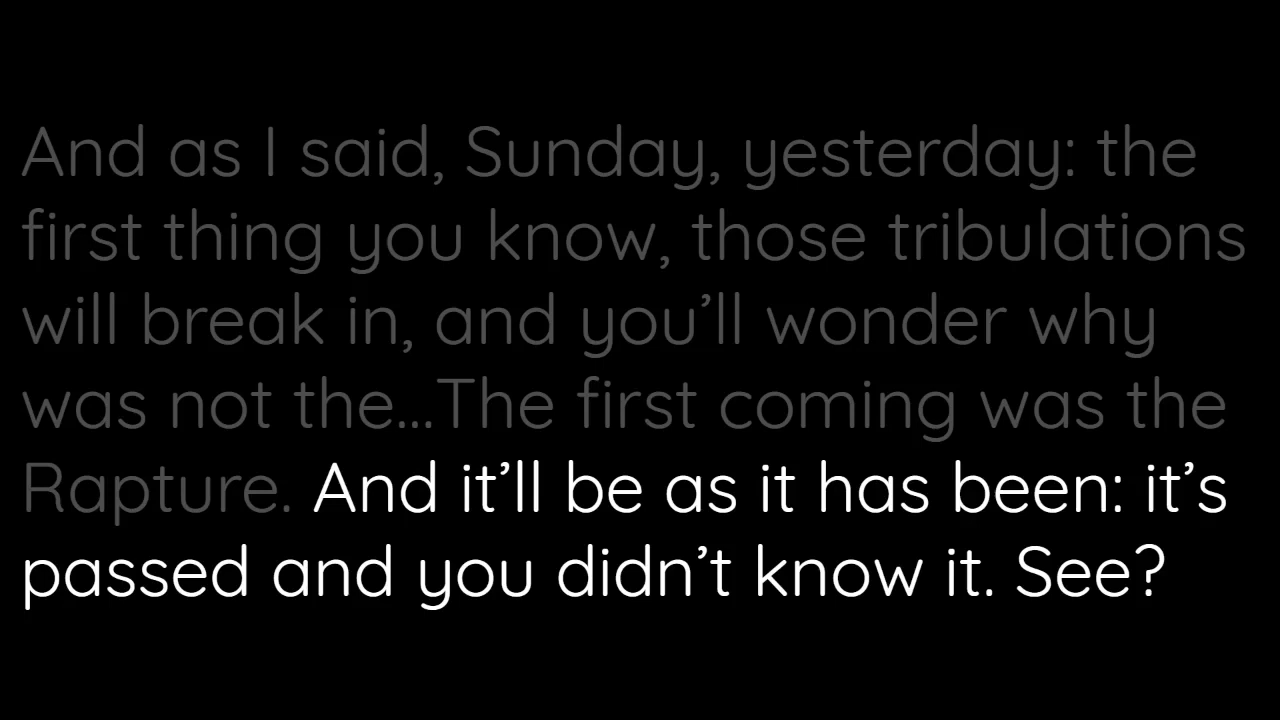 And as I said, Sunday, yesterday: the
first thing you know, those tribulations
will break in, and you’ll wonder why
was not the...The first coming was the
Rapture. And it’ll be as it has been: it’s
passed and you didn’t know it. See?